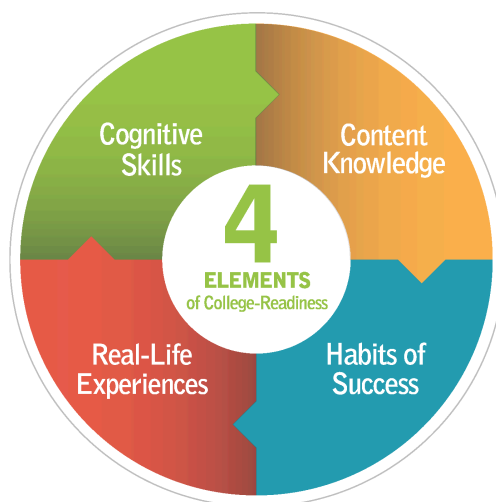 Cognitive
Skills
Content
Knowledge
4
ELEMENTS
of College-Readiness
Real-Life
Experiences
Habits of
Success